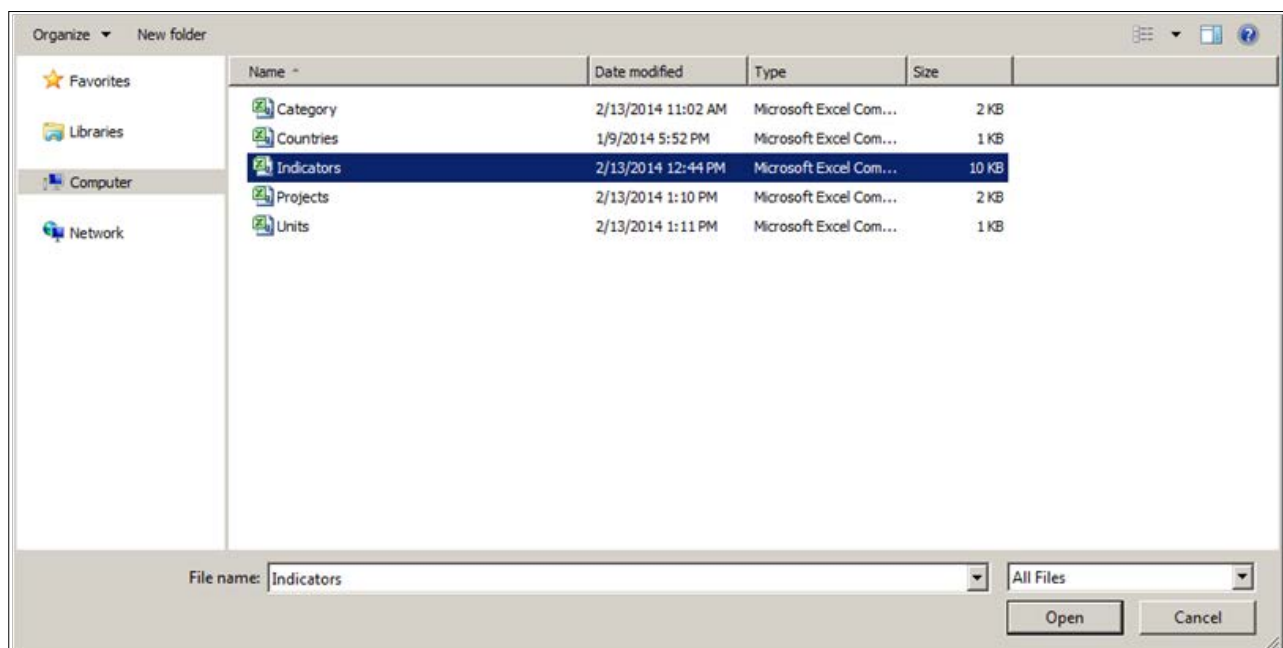 Organize New folder
Favorites
Libraries
Computer
Network
Name Date modified Type Size
Category 2/13/2014 11:02 AM Microsoft Excel Com... 2 KB
Countries 1/9/2014 5:52 PM Microsoft Excel Com... 1 KB
Indicators 2/13/2014 12:44 PM Microsoft Excel Com... 10 KB
Projects 2/13/2014 1:10 PM Microsoft Excel Com... 2 KB
Units 2/13/2014 1:11 PM Microsoft Excel Com... 1 KB
File name: Indicators All Files
Open Cancel